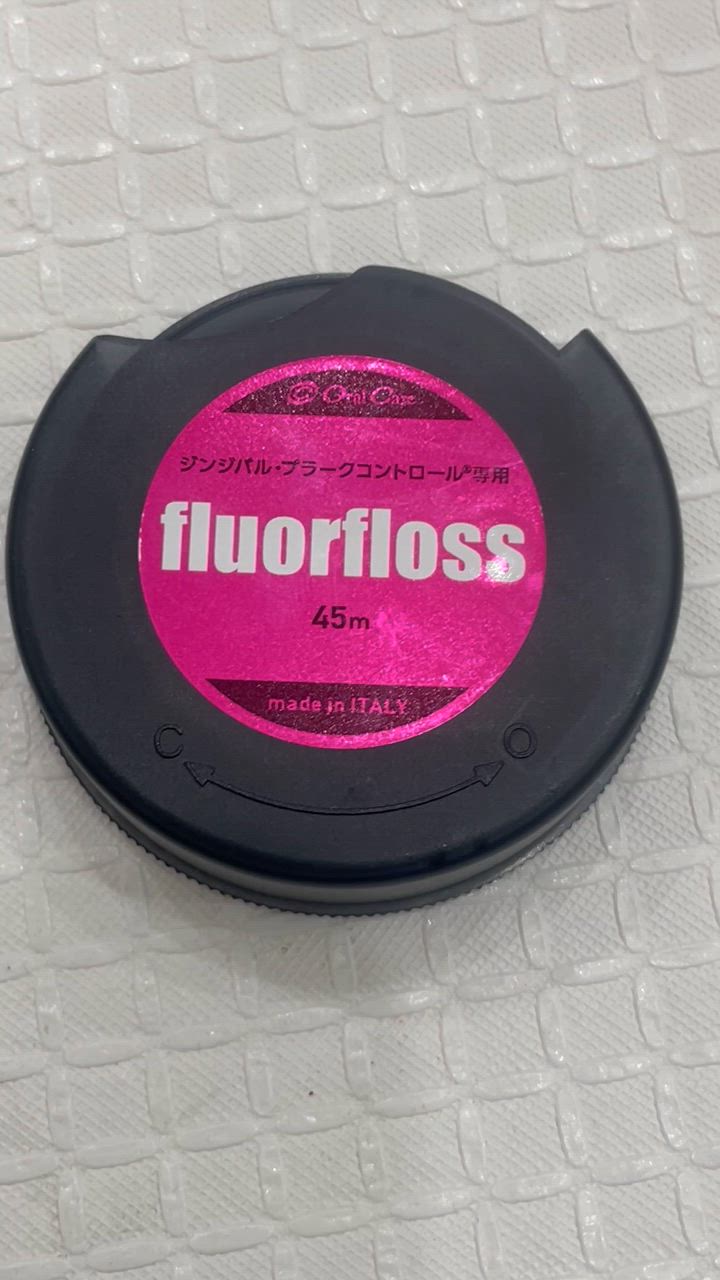 Oral Care
ジンジバル・プラークコントロール®専用
fluorfloss
45m
made in ITALY
C O